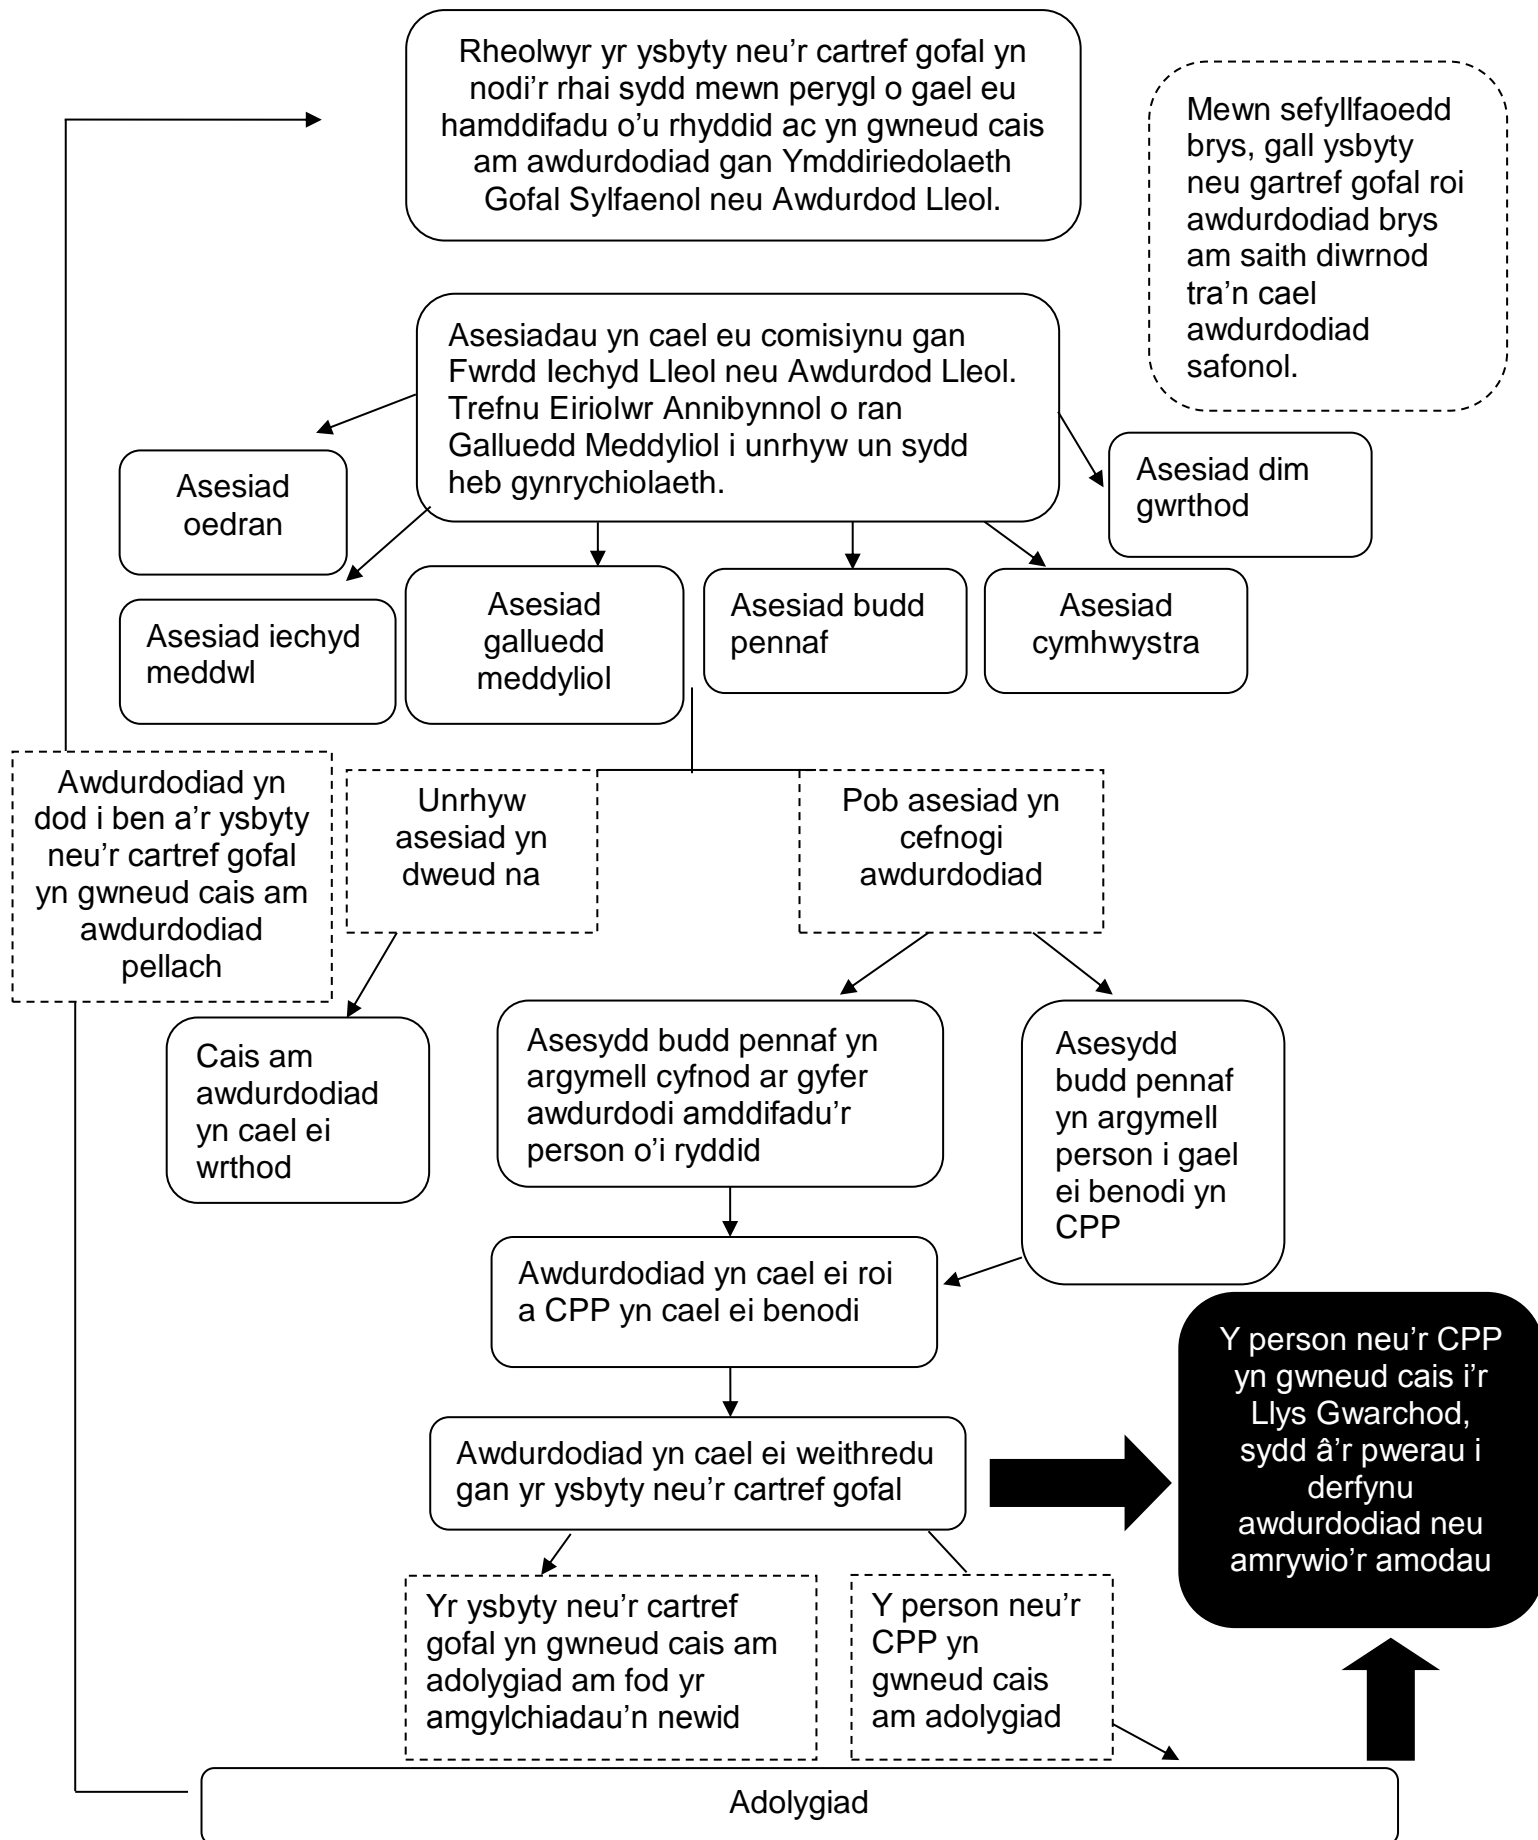 Rheolwyr yr ysbyty neu'r cartref gofal yn
nodi’r rhai sydd mewn perygl o gael eu
hamddifadu o’u rhyddid ac yn gwneud cais
am awdurdodiad gan Ymddiriedolaeth
Gofal Sylfaenol neu Awdurdod Lleol.
Mewn sefyllfaoedd
brys, gall ysbyty
neu gartref gofal roi
awdurdodiad brys
am saith diwrnod
tra’n cael
awdurdodiad
safonol.
Asesiadau yn cael eu comisiynu gan
Fwrdd Iechyd Lleol neu Awdurdod Lleol.
Trefnu Eiriolwr Annibynnol o ran
Galluedd Meddyliol i unrhyw un sydd
heb gynrychiolaeth.
Asesiad
oedran
Asesiad dim
gwrthod
Asesiad iechyd
meddwl
Asesiad
galluedd
meddyliol
Asesiad budd
pennaf
Asesiad
cymhwystra
Awdurdodiad yn
dod i ben a’r ysbyty
neu’r cartref gofal
yn gwneud cais am
awdurdodiad
pellach
Unrhyw
asesiad yn
dweud na
Pob asesiad yn
cefnogi
awdurdodiad
Cais am
awdurdodiad
yn cael ei
wrthod
Asesydd budd pennaf yn
argymell cyfnod ar gyfer
awdurdodi amddifadu’r
person o’i ryddid
Asesydd
budd pennaf
yn argymell
person i gael
ei benodi yn
CPP
Awdurdodiad yn cael ei roi
a CPP yn cael ei benodi
Awdurdodiad yn cael ei weithredu
gan yr ysbyty neu’r cartref gofal
Y person neu’r CPP
yn gwneud cais i’r
Llys Gwarchod,
sydd â’r pwerau i
derfynu
awdurdodiad neu
amrywio’r amodau
Yr ysbyty neu’r cartref
gofal yn gwneud cais am
adolygiad am fod yr
amgylchiadau’n newid
Y person neu’r
CPP yn
gwneud cais
am adolygiad
Adolygiad